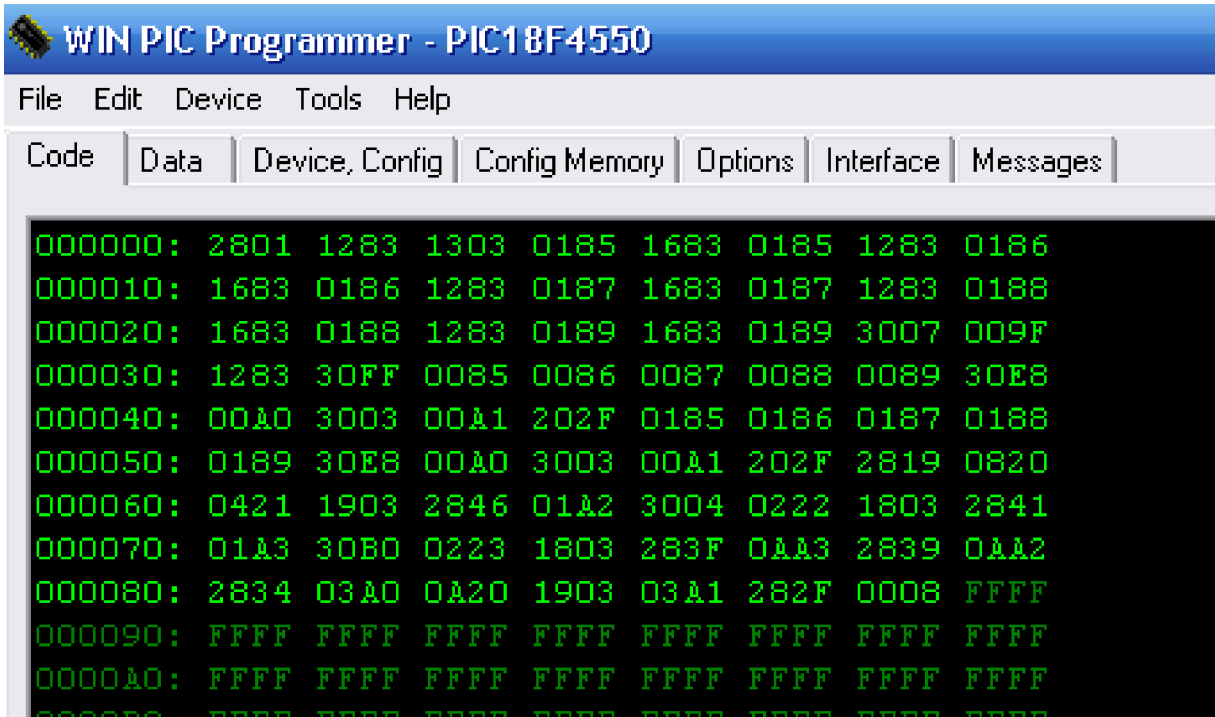 WIN PIC Programmer - PIC18F4550
File Edit Device Tools Help
Code Data Device, Config Config Memory Options Interface Messages
000000: 2801 1283 1303 0185 1683 0185 1283 0186
000010: 1683 0186 1283 0187 1683 0187 1283 0188
000020: 1683 0188 1283 0189 1683 0189 3007 009F
000030: 1283 30FF 0085 0086 0087 0088 0089 30E8
000040: 00A0 3003 00A1 202F 0185 0186 0187 0188
000050: 0189 30E8 00A0 3003 00A1 202F 2819 0820
000060: 0421 1903 2846 01A2 3004 0222 1803 2841
000070: 01A3 30B0 0223 1803 283F 0AA3 2839 0AA2
000080: 2834 03A0 0A20 1903 03A1 282F 0008 FFFF
000090: FFFF FFFF FFFF FFFF FFFF FFFF FFFF FFFF
0000A0: FFFF FFFF FFFF FFFF FFFF FFFF FFFF FFFF